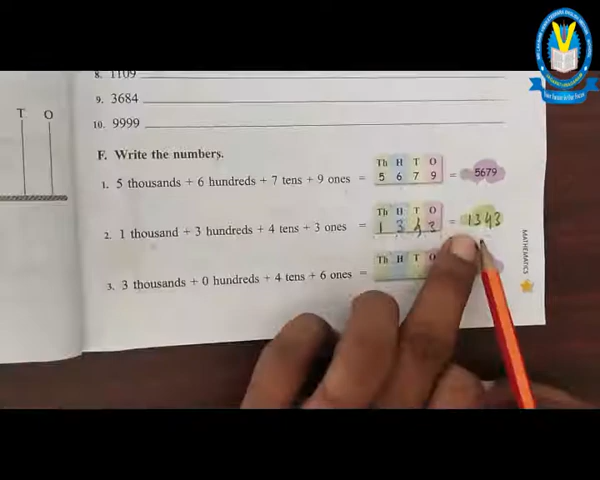 8. 1109
9. 3684
10. 9999
T O
F. Write the numbers.
Th H T O
1. 5 thousands + 6 hundreds + 7 tens + 9 ones = 5 6 7 9 = 5679
Th H T O
2. 1 thousand + 3 hundreds + 4 tens + 3 ones = 1 3 4 3 = 1343
Th H T O
3. 3 thousands + 0 hundreds + 4 tens + 6 ones =
MATHEMATICS